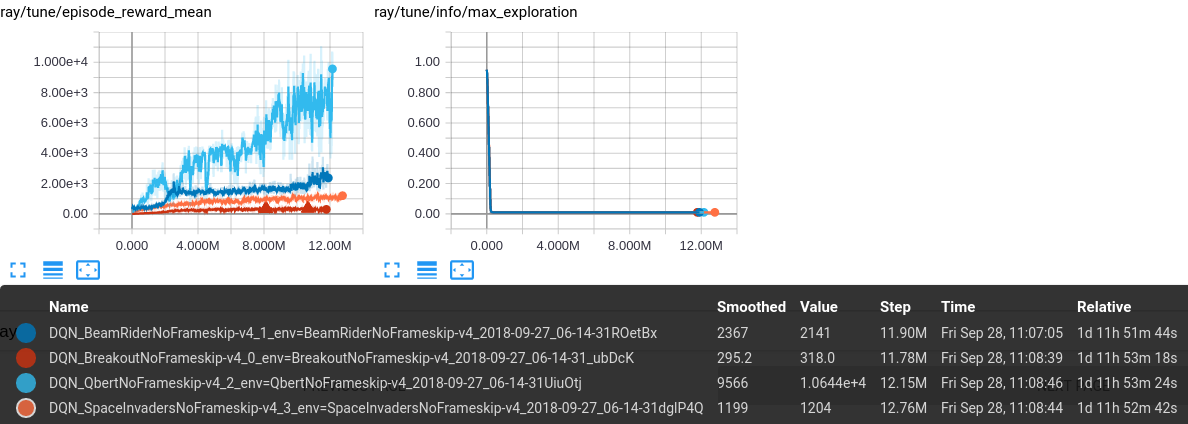 ray/tune/episode_reward_mean
1.000e+4
8.00e+3
6.00e+3
4.00e+3
2.00e+3
0.00
0.000 4.000M 8.000M 12.00M
ray/tune/info/max_exploration
1.00
0.800
0.600
0.400
0.200
0.00
0.000 4.000M 8.000M 12.00M
Name Smoothed Value Step Time Relative
DQN_BeamRiderNoFrameskip-v4_1_env=BeamRiderNoFrameskip-v4_2018-09-27_06-14-31ROetBx 2367 2141 11.90M Fri Sep 28, 11:07:05 1d 11h 51m 44s
DQN_BreakoutNoFrameskip-v4_0_env=BreakoutNoFrameskip-v4_2018-09-27_06-14-31_ubDcK 295.2 318.0 11.78M Fri Sep 28, 11:08:39 1d 11h 53m 18s
DQN_QbertNoFrameskip-v4_2_env=QbertNoFrameskip-v4_2018-09-27_06-14-31UiuOtj 9566 1.0644e+4 12.15M Fri Sep 28, 11:08:46 1d 11h 53m 24s
DQN_SpaceInvadersNoFrameskip-v4_3_env=SpaceInvadersNoFrameskip-v4_2018-09-27_06-14-31dglP4Q 1199 1204 12.76M Fri Sep 28, 11:08:44 1d 11h 52m 42s